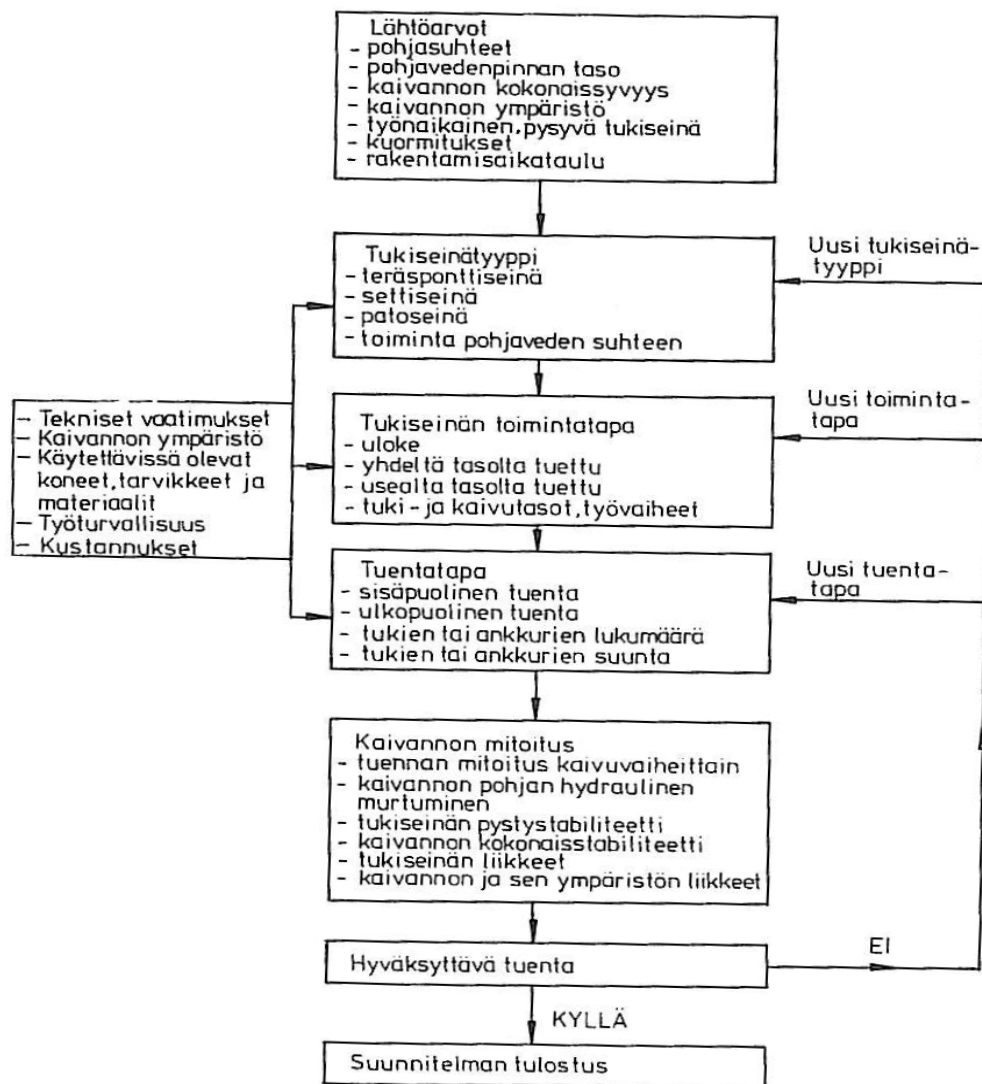 Lähtöarvot
- pohjasuhteet
- pohjavedenpinnan taso
- kaivannon kokonaissyvyys
- kaivannon ympäristö
- työnaikainen, pysyvä tukiseinä
- kuormitukset
- rakentamisaikataulu
Tukiseinätyyppi
- teräsponttiseinä
- settiseinä
- patoseinä
- toiminta pohjaveden suhteen
Uusi tukiseinä-
tyyppi
- Tekniset vaatimukset
- Kaivannon ympäristö
- Käytettävissä olevat
koneet, tarvikkeet ja
materiaalit
- Työturvallisuus
- Kustannukset
Tukiseinän toimintatapa
- uloke
- yhdeltä tasolta tuettu
- usealta tasolta tuettu
- tuki- ja kaivutasot, työvaiheet
Uusi toiminta-
tapa
Tuentatapa
- sisäpuolinen tuenta
- ulkopuolinen tuenta
- tukien tai ankkurien lukumäärä
- tukien tai ankkurien suunta
Uusi tuenta-
tapa
Kaivannon mitoitus
- tuennan mitoitus kaivuvaiheittain
- kaivannon pohjan hydraulinen
murtuminen
- tukiseinän pystystabiliteetti
- kaivannon kokonaisstabiliteetti
- tukiseinän liikkeet
- kaivannon ja sen ympäristön liikkeet
Hyväksyttävä tuenta
EI
KYLLÄ
Suunnitelman tulostus